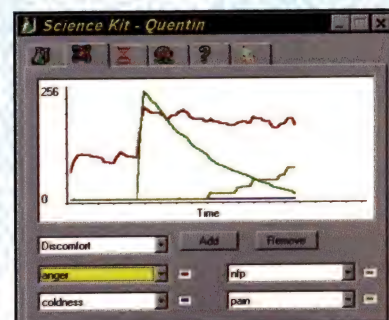 Science Kit - Quentin
?
256
0
Time
Discomfort
Add
Remove
anger
nfp
coldness
pain